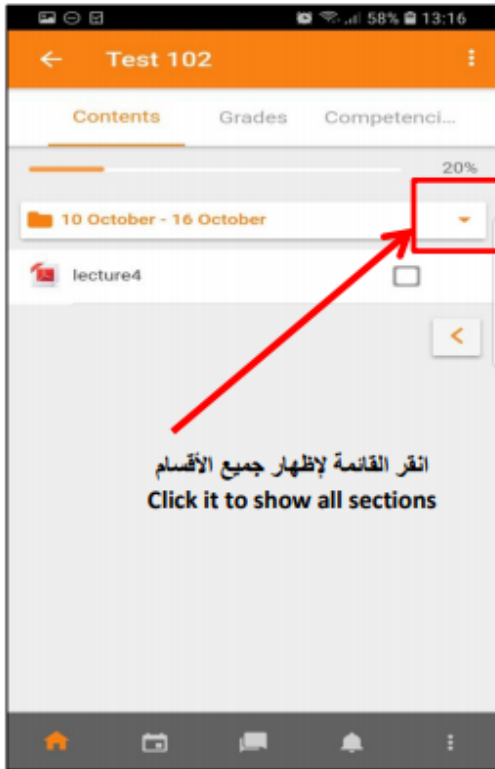 58% 13:16
Test 102
Contents Grades Competenci...
20%
10 October - 16 October
lecture4
انقر القائمة لإظهار جميع الأقسام
Click it to show all sections